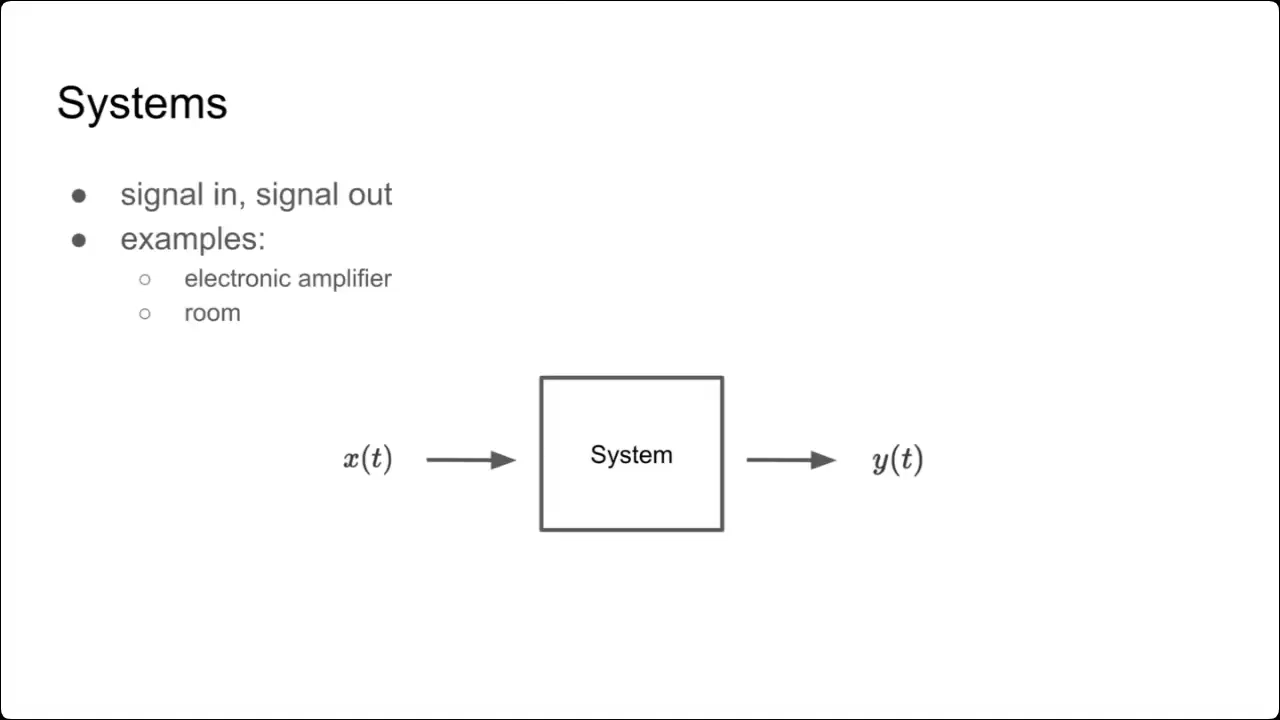 Systems
● signal in, signal out
● examples:
○ electronic amplifier
○ room
x(t) System y(t)